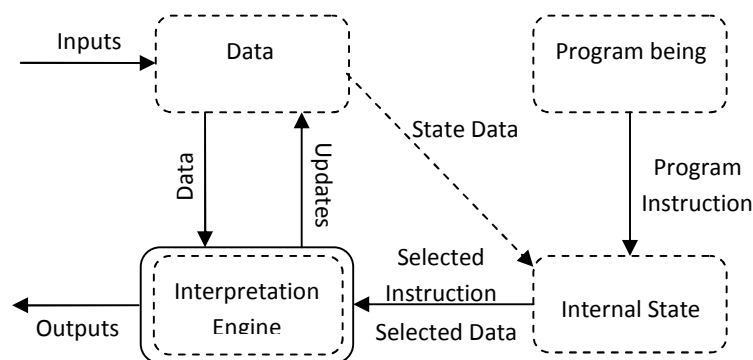 Inputs
Data
Program being
State Data
Data
Updates
Program
Instruction
Selected
Instruction
Selected Data
Interpretation
Engine
Internal State
Outputs